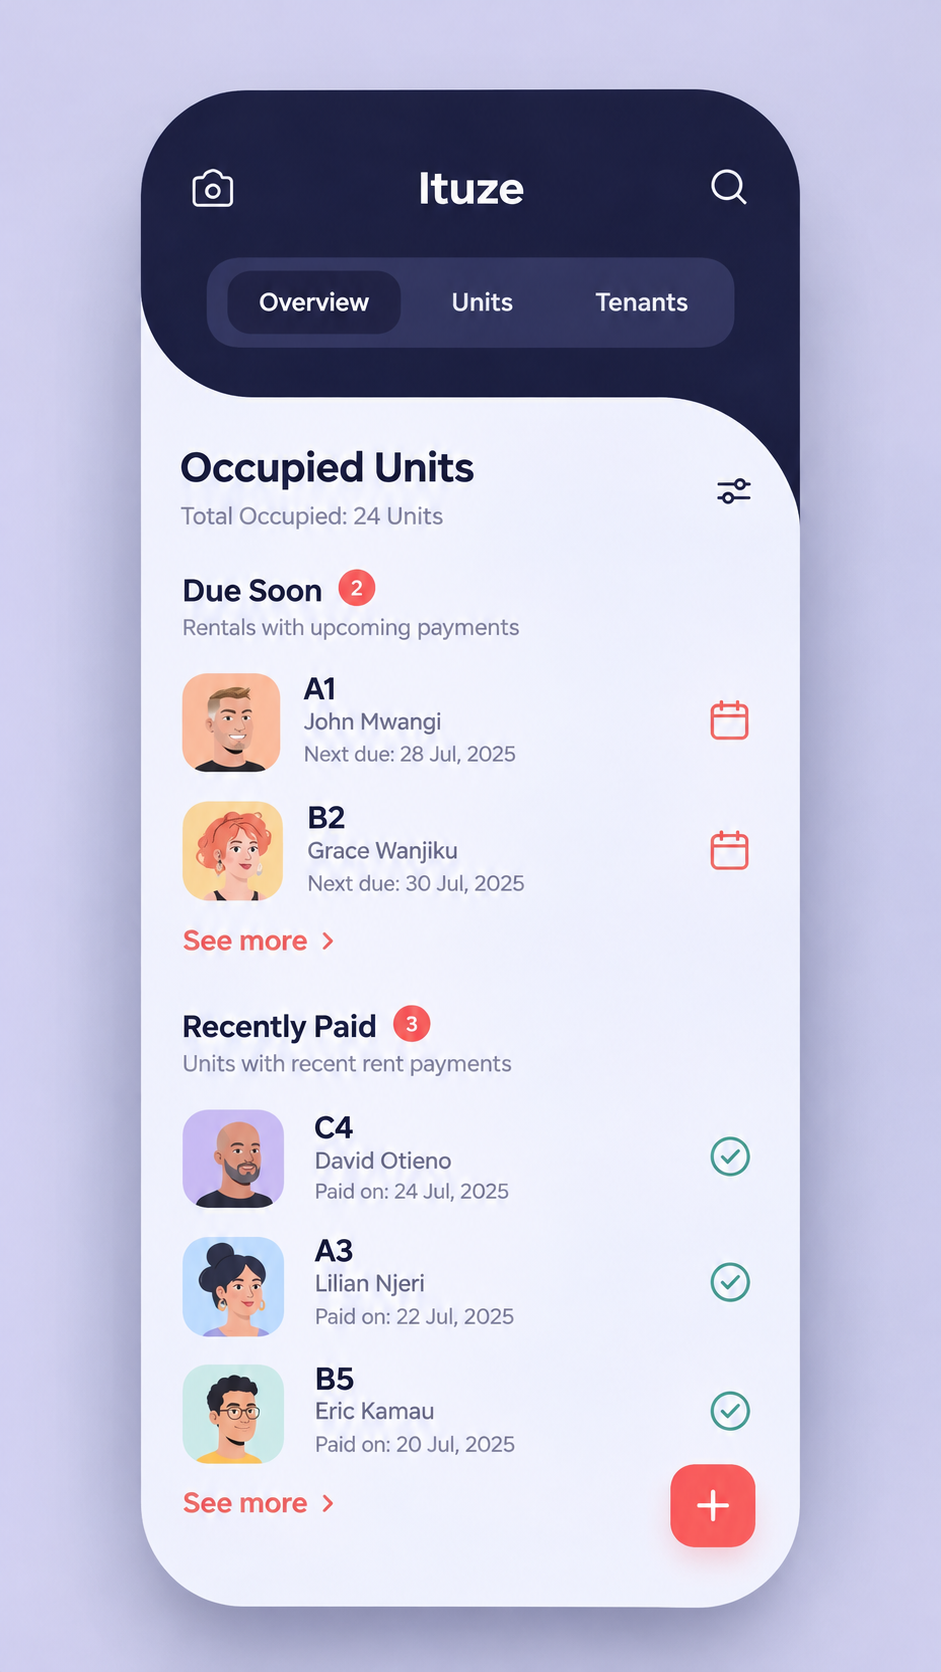 Ituze
Overview Units Tenants
Occupied Units
Total Occupied: 24 Units
Due Soon 2
Rentals with upcoming payments
A1
John Mwangi
Next due: 28 Jul, 2025
B2
Grace Wanjiku
Next due: 30 Jul, 2025
See more >
Recently Paid 3
Units with recent rent payments
C4
David Otieno
Paid on: 24 Jul, 2025
A3
Lilian Njeri
Paid on: 22 Jul, 2025
B5
Eric Kamau
Paid on: 20 Jul, 2025
See more >